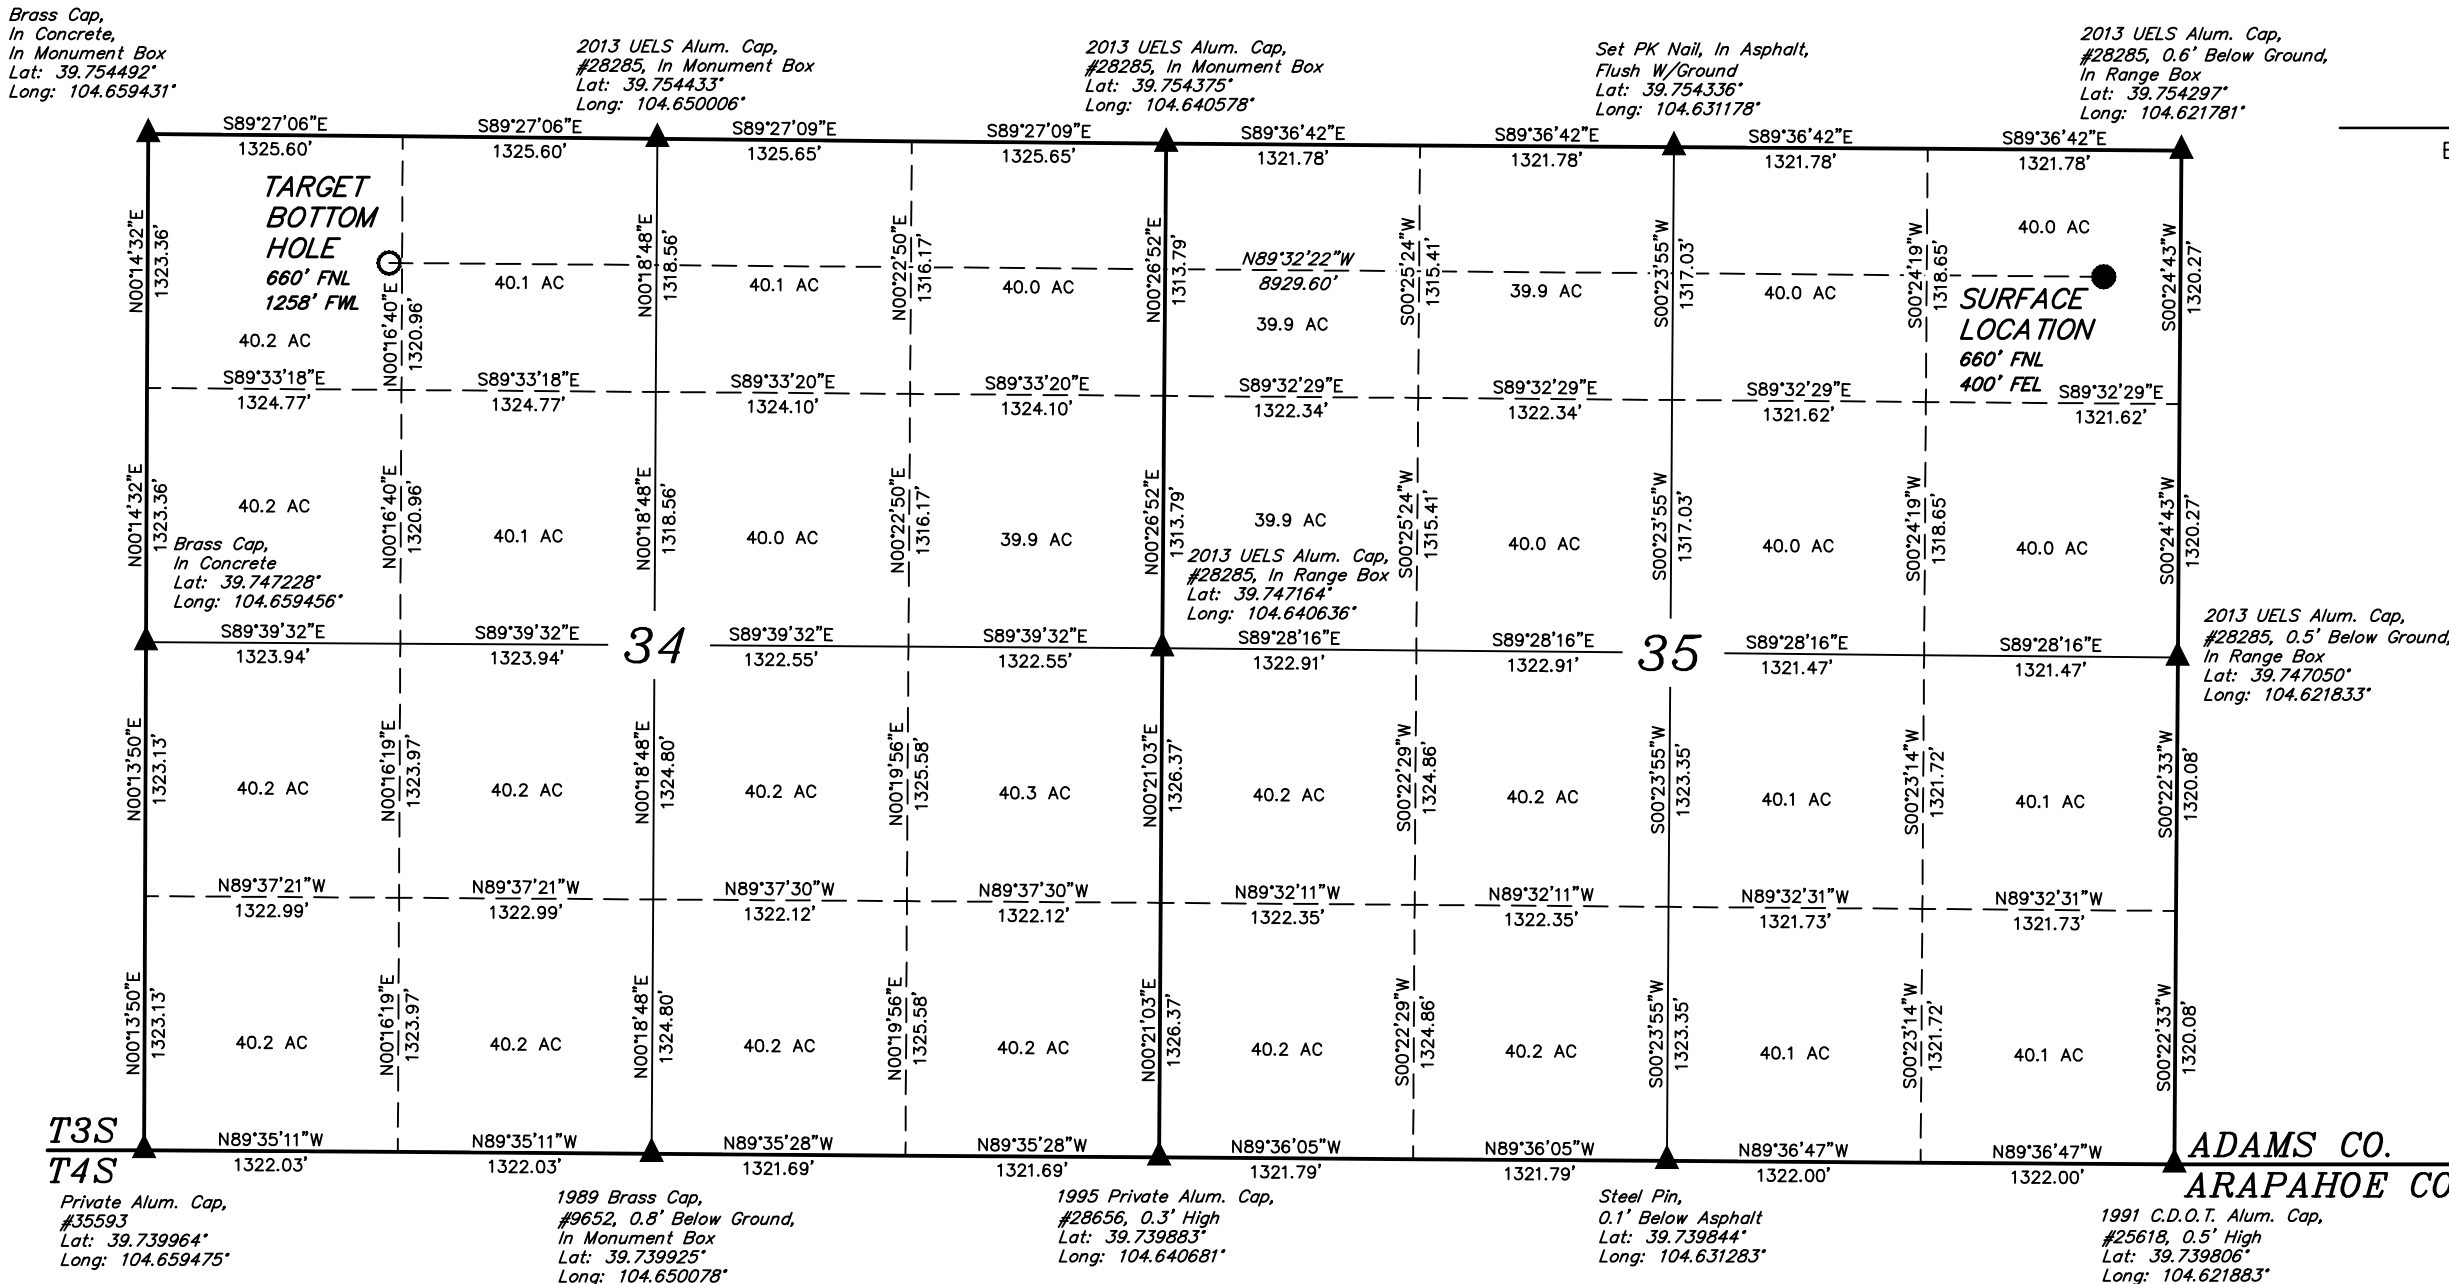 Brass Cap,
In Concrete,
In Monument Box
Lat: 39.754492°
Long: 104.659431°
2013 UELS Alum. Cap,
#28285, In Monument Box
Lat: 39.754433°
Long: 104.650006°
2013 UELS Alum. Cap,
#28285, In Monument Box
Lat: 39.754375°
Long: 104.640578°
Set PK Nail, In Asphalt,
Flush W/Ground
Lat: 39.754336°
Long: 104.631178°
2013 UELS Alum. Cap,
#28285, 0.6' Below Ground,
In Range Box
Lat: 39.754297°
Long: 104.621781°
S89°27'06"E
1325.60'
S89°27'06"E
1325.60'
S89°27'09"E
1325.65'
S89°27'09"E
1325.65'
S89°36'42"E
1321.78'
S89°36'42"E
1321.78'
S89°36'42"E
1321.78'
S89°36'42"E
1321.78'
TARGET
BOTTOM
HOLE
660' FNL
1258' FWL
N00°14'32"E
1323.36'
40.2 AC
N00°16'40"E
1320.96'
40.1 AC
N00°18'48"E
1318.56'
40.1 AC
N00°22'50"E
1316.17'
40.0 AC
N00°26'52"E
1313.79'
N89°32'22"W
8929.60'
39.9 AC
S00°25'24"W
1315.41'
39.9 AC
S00°23'55"W
1317.03'
40.0 AC
S00°24'19"W
1318.65'
40.0 AC
SURFACE
LOCATION
660' FNL
400' FEL
S00°24'43"W
1320.27'
S89°33'18"E
1324.77'
S89°33'18"E
1324.77'
S89°33'20"E
1324.10'
S89°33'20"E
1324.10'
S89°32'29"E
1322.34'
S89°32'29"E
1322.34'
S89°32'29"E
1321.62'
S89°32'29"E
1321.62'
N00°14'32"E
1323.36'
40.2 AC
N00°16'40"E
1320.96'
40.1 AC
N00°18'48"E
1318.56'
40.0 AC
N00°22'50"E
1316.17'
39.9 AC
N00°26'52"E
1313.79'
39.9 AC
S00°25'24"W
1315.41'
40.0 AC
S00°23'55"W
1317.03'
40.0 AC
S00°24'19"W
1318.65'
40.0 AC
S00°24'43"W
1320.27'
Brass Cap,
In Concrete
Lat: 39.747228°
Long: 104.659456°
2013 UELS Alum. Cap,
#28285, In Range Box
Lat: 39.747164°
Long: 104.640636°
2013 UELS Alum. Cap,
#28285, 0.5' Below Ground,
In Range Box
Lat: 39.747050°
Long: 104.621833°
S89°39'32"E
1323.94'
S89°39'32"E
1323.94'
34
S89°39'32"E
1322.55'
S89°39'32"E
1322.55'
S89°28'16"E
1322.91'
S89°28'16"E
1322.91'
35
S89°28'16"E
1321.47'
S89°28'16"E
1321.47'
N00°13'50"E
1323.13'
40.2 AC
N00°16'19"E
1323.97'
40.2 AC
N00°18'48"E
1324.80'
40.2 AC
N00°19'56"E
1325.58'
40.3 AC
N00°21'03"E
1326.37'
40.2 AC
S00°22'29"W
1324.86'
40.2 AC
S00°23'55"W
1323.35'
40.1 AC
S00°23'14"W
1321.72'
40.1 AC
S00°22'33"W
1320.08'
N89°37'21"W
1322.99'
N89°37'21"W
1322.99'
N89°37'30"W
1322.12'
N89°37'30"W
1322.12'
N89°32'11"W
1322.35'
N89°32'11"W
1322.35'
N89°32'31"W
1321.73'
N89°32'31"W
1321.73'
N00°13'50"E
1323.13'
40.2 AC
N00°16'19"E
1323.97'
40.2 AC
N00°18'48"E
1324.80'
40.2 AC
N00°19'56"E
1325.58'
40.2 AC
N00°21'03"E
1326.37'
40.2 AC
S00°22'29"W
1324.86'
40.2 AC
S00°23'55"W
1323.35'
40.1 AC
S00°23'14"W
1321.72'
40.1 AC
S00°22'33"W
1320.08'
T3S
T4S
N89°35'11"W
1322.03'
N89°35'11"W
1322.03'
N89°35'28"W
1321.69'
N89°35'28"W
1321.69'
N89°36'05"W
1321.79'
N89°36'05"W
1321.79'
N89°36'47"W
1322.00'
N89°36'47"W
1322.00'
ADAMS CO.
ARAPAHOE CO
Private Alum. Cap,
#35593
Lat: 39.739964°
Long: 104.659475°
1989 Brass Cap,
#9652, 0.8' Below Ground,
In Monument Box
Lat: 39.739925°
Long: 104.650078°
1995 Private Alum. Cap,
#28656, 0.3' High
Lat: 39.739883°
Long: 104.640681°
Steel Pin,
0.1' Below Asphalt
Lat: 39.739844°
Long: 104.631283°
1991 C.D.O.T. Alum. Cap,
#25618, 0.5' High
Lat: 39.739806°
Long: 104.621883°